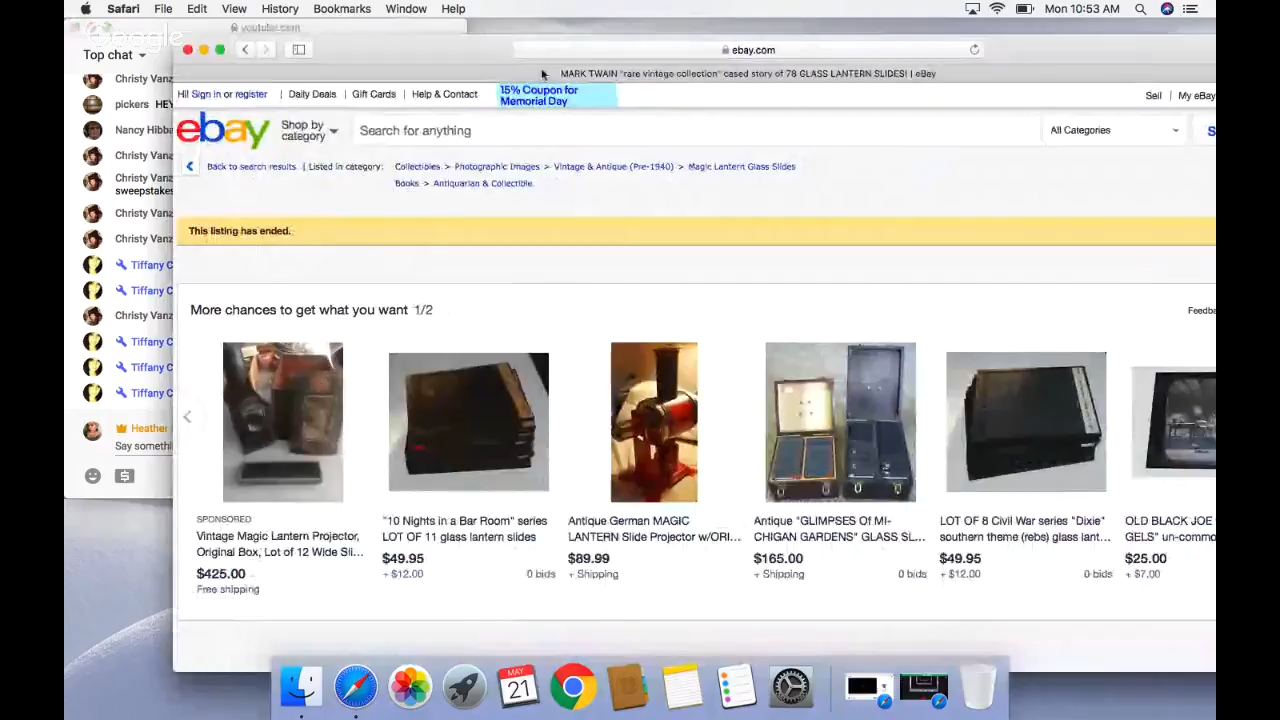 Safari File Edit View History Bookmarks Window Help
Mon 10:53 AM
Google
youtube.com
Top chat
Christy Vanz
pickers HEY
Nancy Hibba
Christy Vanz
Christy Vanz
sweepstakes
Christy Vanz
Christy Vanz
Tiffany C
Tiffany C
Christy Vanz
Tiffany C
Tiffany C
Tiffany C
Heather
Say somethi
ebay.com
MARK TWAIN "rare vintage collection" cased story of 78 GLASS LANTERN SLIDES! | eBay
Hi! Sign in or register | Daily Deals | Gift Cards | Help & Contact
15% Coupon for
Memorial Day
Sell | My eBay
ebay
Shop by
category
Search for anything
All Categories
S
Back to search results | Listed in category: Collectibles > Photographic Images > Vintage & Antique (Pre-1940) > Magic Lantern Glass Slides
Books > Antiquarian & Collectible
This listing has ended.
More chances to get what you want 1/2
Feedba
SPONSORED
Vintage Magic Lantern Projector,
Original Box, Lot of 12 Wide Sli...
$425.00
Free shipping
"10 Nights in a Bar Room" series
LOT OF 11 glass lantern slides
$49.95
+ $12.00 0 bids
Antique German MAGIC
LANTERN Slide Projector w/ORI...
$89.99
+ Shipping
Antique "GLIMPSES Of MI-
CHIGAN GARDENS" GLASS SL...
$165.00
+ Shipping 0 bids
LOT OF 8 Civil War series "Dixie"
southern theme (rebs) glass lant...
$49.95
+ $12.00 0 bids
OLD BLACK JOE
GELS" un-commo
$25.00
+ $7.00
MAY
21